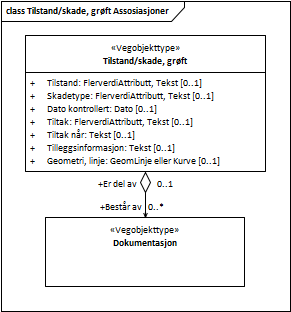 class Tilstand/skade, grøft Assosiasjoner
«Vegobjekttype»
Tilstand/skade, grøft
+ Tilstand: FlerverdiAttributt, Tekst [0..1]
+ Skadetype: FlerverdiAttributt, Tekst [0..1]
+ Dato kontrollert: Dato [0..1]
+ Tiltak: FlerverdiAttributt, Tekst [0..1]
+ Tiltak når: Tekst [0..1]
+ Tilleggsinformasjon: Tekst [0..1]
+ Geometri, linje: GeomLinje eller Kurve [0..1]
+Er del av 0..1
+Består av 0..*
«Vegobjekttype»
Dokumentasjon